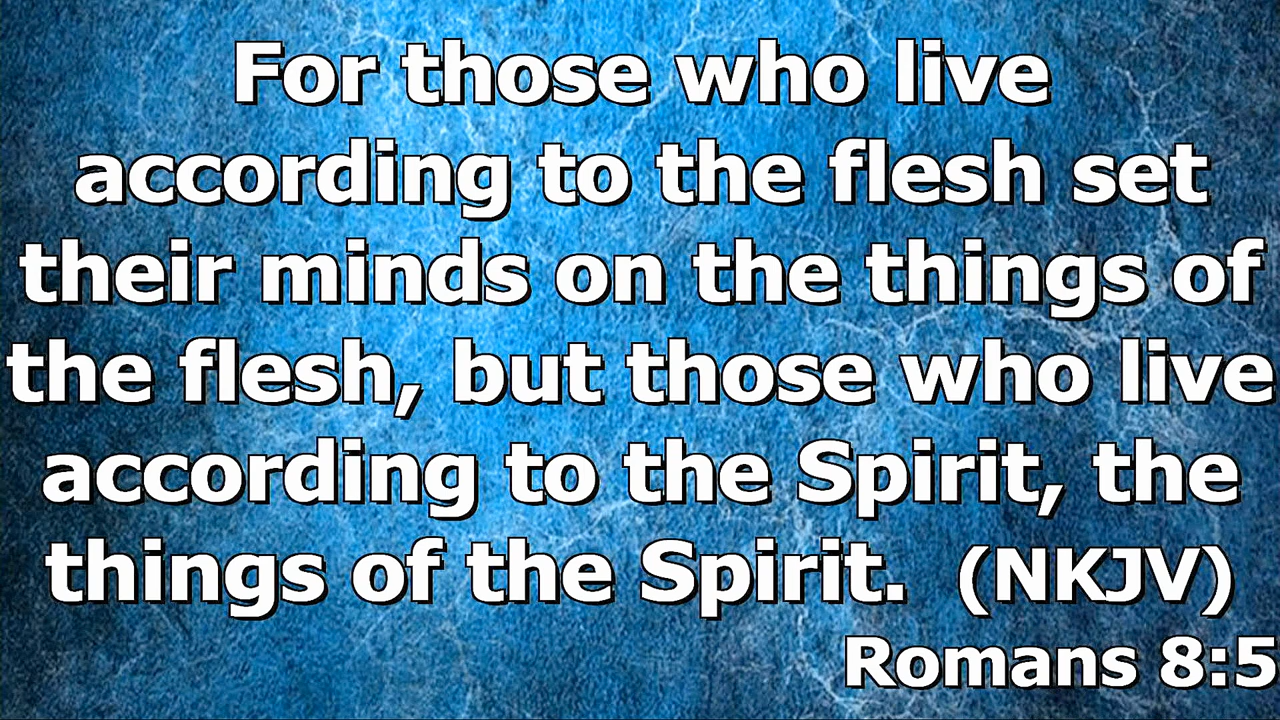 For those who live
according to the flesh set
their minds on the things of
the flesh, but those who live
according to the Spirit, the
things of the Spirit.  (NKJV)
Romans 8:5